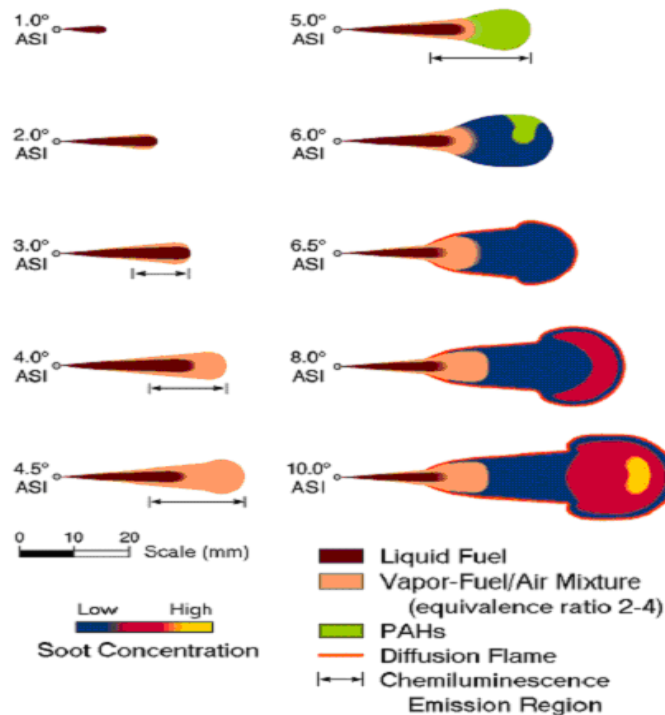 1.0°
ASI
2.0°
ASI
3.0°
ASI
4.0°
ASI
4.5°
ASI
0 10 20
Scale (mm)
Low High
Soot Concentration
5.0°
ASI
6.0°
ASI
6.5°
ASI
8.0°
ASI
10.0°
ASI
Liquid Fuel
Vapor-Fuel/Air Mixture
(equivalence ratio 2-4)
PAHs
Diffusion Flame
Chemiluminescence
Emission Region